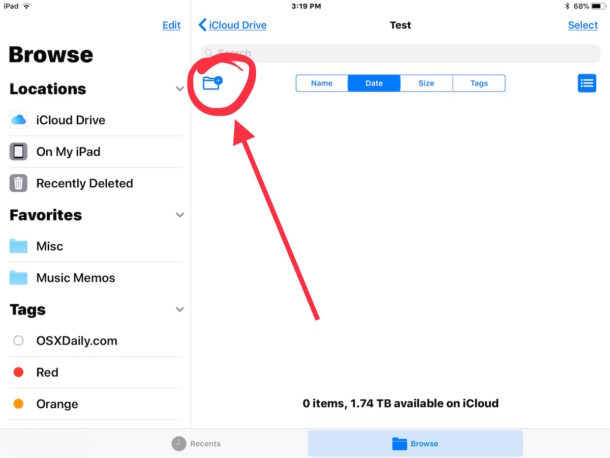 iPad
3:19 PM
68%
Edit
iCloud Drive
Test
Select
Browse
Search
Locations
Name
Date
Size
Tags
iCloud Drive
On My iPad
Recently Deleted
Favorites
Misc
Music Memos
Tags
OSXDaily.com
Red
Orange
0 items, 1.74 TB available on iCloud
Recents
Browse